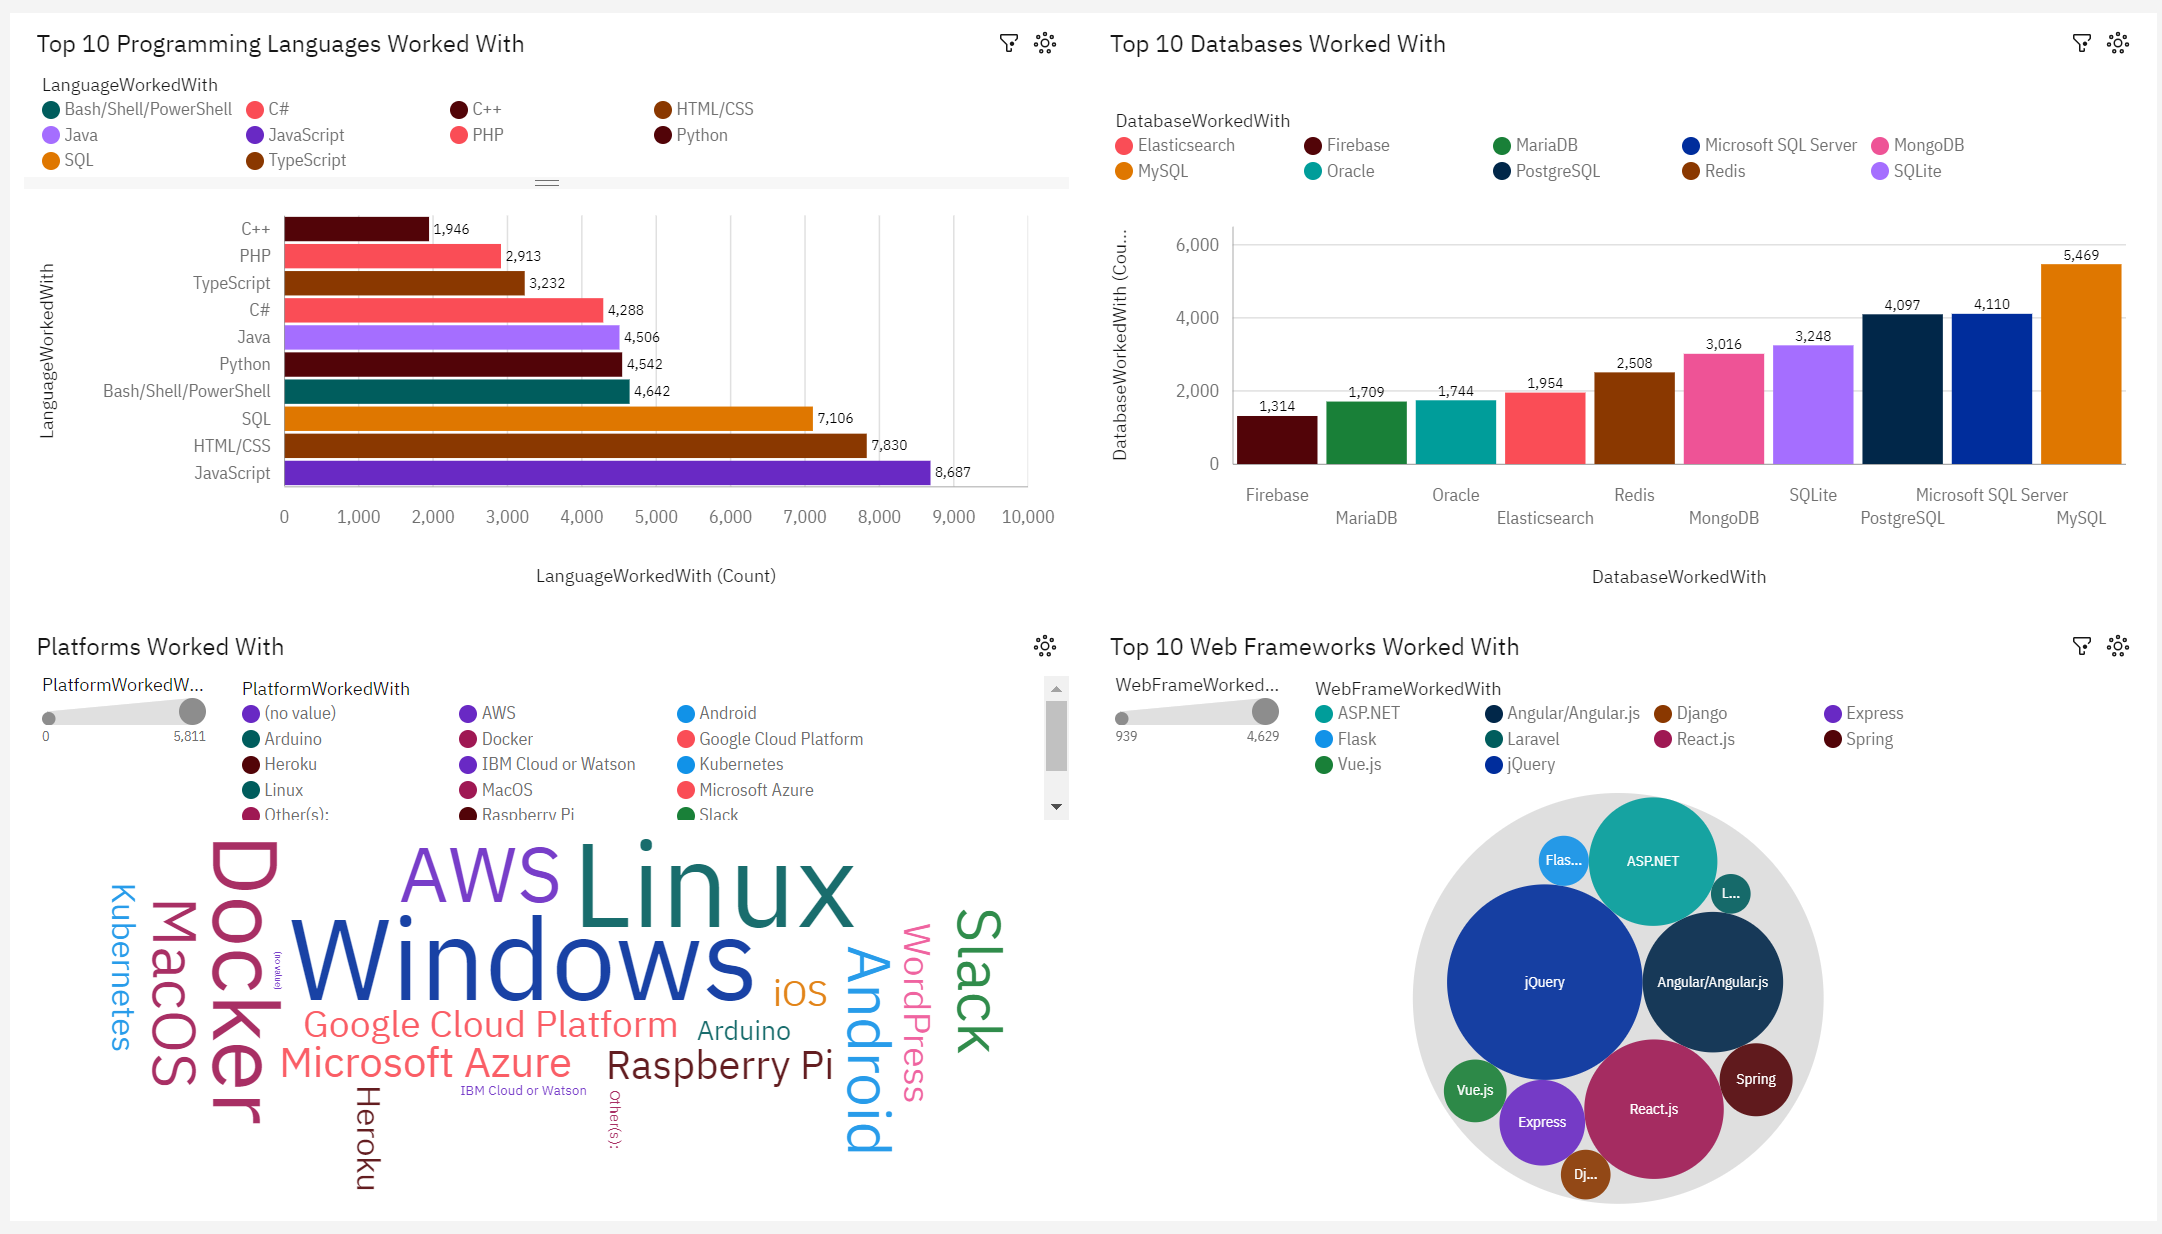 Top 10 Programming Languages Worked With
LanguageWorkedWith
Bash/Shell/PowerShell C# C++ HTML/CSS
Java JavaScript PHP Python
SQL TypeScript
LanguageWorkedWith
C++ 1,946
PHP 2,913
TypeScript 3,232
C# 4,288
Java 4,506
Python 4,542
Bash/Shell/PowerShell 4,642
SQL 7,106
HTML/CSS 7,830
JavaScript 8,687
0 1,000 2,000 3,000 4,000 5,000 6,000 7,000 8,000 9,000 10,000
LanguageWorkedWith (Count)
Top 10 Databases Worked With
DatabaseWorkedWith
Elasticsearch Firebase MariaDB Microsoft SQL Server MongoDB
MySQL Oracle PostgreSQL Redis SQLite
DatabaseWorkedWith (Cou...
6,000
4,000
2,000
0
1,314 1,709 1,744 1,954 2,508 3,016 3,248 4,097 4,110 5,469
Firebase Oracle Redis SQLite Microsoft SQL Server
MariaDB Elasticsearch MongoDB PostgreSQL MySQL
DatabaseWorkedWith
Platforms Worked With
PlatformWorkedW...
0 5,811
PlatformWorkedWith
(no value) AWS Android
Arduino Docker Google Cloud Platform
Heroku IBM Cloud or Watson Kubernetes
Linux MacOS Microsoft Azure
Other(s): Raspberry Pi Slack
Kubernetes
MacOS
Docker
(no value)
AWS
Linux
Windows
iOS
Google Cloud Platform
Arduino
Microsoft Azure
Raspberry Pi
IBM Cloud or Watson
Heroku
Other(s):
Android
WordPress
Slack
Top 10 Web Frameworks Worked With
WebFrameWorked...
939 4,629
WebFrameWorkedWith
ASP.NET Angular/Angular.js Django Express
Flask Laravel React.js Spring
Vue.js jQuery
Flas...
ASP.NET
L...
jQuery
Angular/Angular.js
Vue.js
Express
React.js
Spring
Dj...